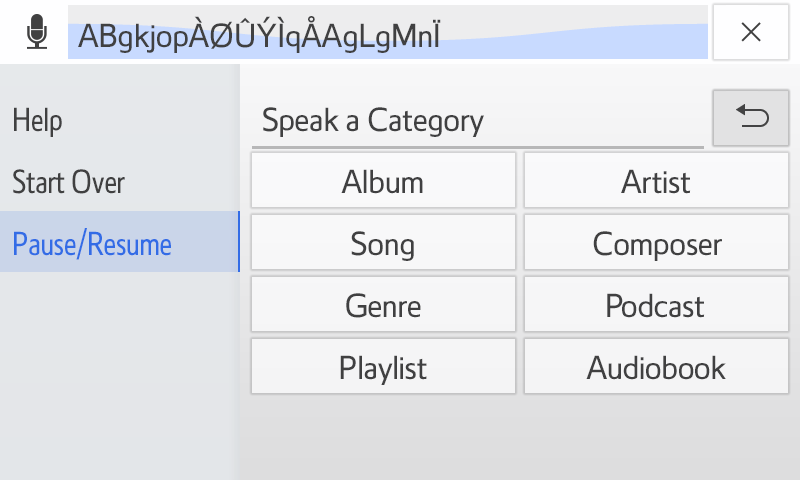 ABgkjopÀØÛÝÌqÅAgLgMnÏ
Help
Start Over
Pause/Resume
Speak a Category
Album
Artist
Song
Composer
Genre
Podcast
Playlist
Audiobook